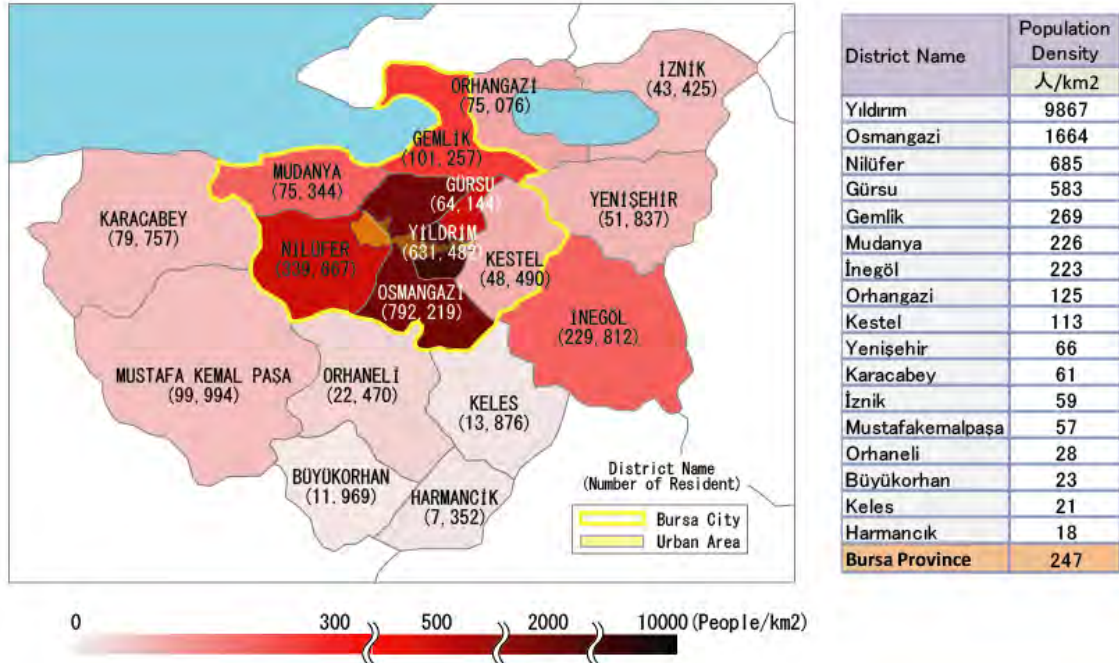 İZNİK
(43,425)
ORHANGAZİ
(75,076)
GEMLİK
(101,257)
MUDANYA
(75,344)
GÜRSU
(64,144)
YENİŞEHİR
(51,837)
KARACABEY
(79,757)
NİLÜFER
YİLDRİM
KESTEL
(48,490)
OSMANGAZİ
(792,219)
İNEGÖL
(229,812)
MUSTAFA KEMAL PAŞA
(99,994)
ORHANELİ
(22,470)
KELES
(13,876)
BÜYÜKORHAN
(11.969)
HARMANCİK
(7,352)
District Name
(Number of Resident)
Bursa City
Urban Area
0 300 500 2000 10000 (People/km2)
District Name Population Density
人/km2
Yıldırım 9867
Osmangazi 1664
Nilüfer 685
Gürsu 583
Gemlik 269
Mudanya 226
İnegöl 223
Orhangazi 125
Kestel 113
Yenişehir 66
Karacabey 61
İznik 59
Mustafakemalpaşa 57
Orhaneli 28
Büyükorhan 23
Keles 21
Harmancık 18
Bursa Province 247